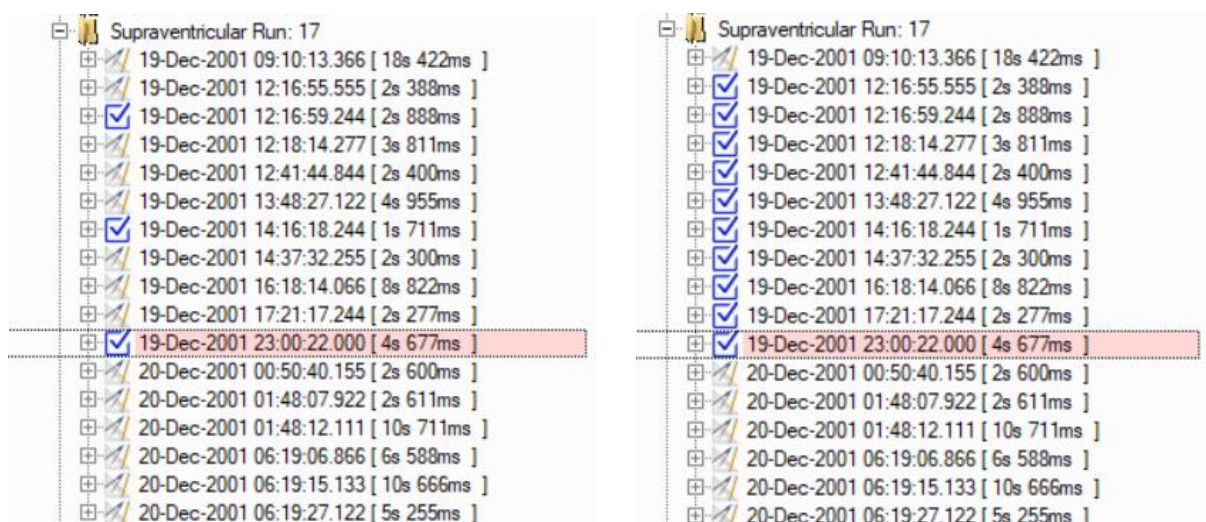 Supraventricular Run: 17
19-Dec-2001 09:10:13.366 [ 18s 422ms ]
19-Dec-2001 12:16:55.555 [ 2s 388ms ]
19-Dec-2001 12:16:59.244 [ 2s 888ms ]
19-Dec-2001 12:18:14.277 [ 3s 811ms ]
19-Dec-2001 12:41:44.844 [ 2s 400ms ]
19-Dec-2001 13:48:27.122 [ 4s 955ms ]
19-Dec-2001 14:16:18.244 [ 1s 711ms ]
19-Dec-2001 14:37:32.255 [ 2s 300ms ]
19-Dec-2001 16:18:14.066 [ 8s 822ms ]
19-Dec-2001 17:21:17.244 [ 2s 277ms ]
19-Dec-2001 23:00:22.000 [ 4s 677ms ]
20-Dec-2001 00:50:40.155 [ 2s 600ms ]
20-Dec-2001 01:48:07.922 [ 2s 611ms ]
20-Dec-2001 01:48:12.111 [ 10s 711ms ]
20-Dec-2001 06:19:06.866 [ 6s 588ms ]
20-Dec-2001 06:19:15.133 [ 10s 666ms ]
20-Dec-2001 06:19:27.122 [ 5s 255ms ]
Supraventricular Run: 17
19-Dec-2001 09:10:13.366 [ 18s 422ms ]
19-Dec-2001 12:16:55.555 [ 2s 388ms ]
19-Dec-2001 12:16:59.244 [ 2s 888ms ]
19-Dec-2001 12:18:14.277 [ 3s 811ms ]
19-Dec-2001 12:41:44.844 [ 2s 400ms ]
19-Dec-2001 13:48:27.122 [ 4s 955ms ]
19-Dec-2001 14:16:18.244 [ 1s 711ms ]
19-Dec-2001 14:37:32.255 [ 2s 300ms ]
19-Dec-2001 16:18:14.066 [ 8s 822ms ]
19-Dec-2001 17:21:17.244 [ 2s 277ms ]
19-Dec-2001 23:00:22.000 [ 4s 677ms ]
20-Dec-2001 00:50:40.155 [ 2s 600ms ]
20-Dec-2001 01:48:07.922 [ 2s 611ms ]
20-Dec-2001 01:48:12.111 [ 10s 711ms ]
20-Dec-2001 06:19:06.866 [ 6s 588ms ]
20-Dec-2001 06:19:15.133 [ 10s 666ms ]
20-Dec-2001 06:19:27.122 [ 5s 255ms ]